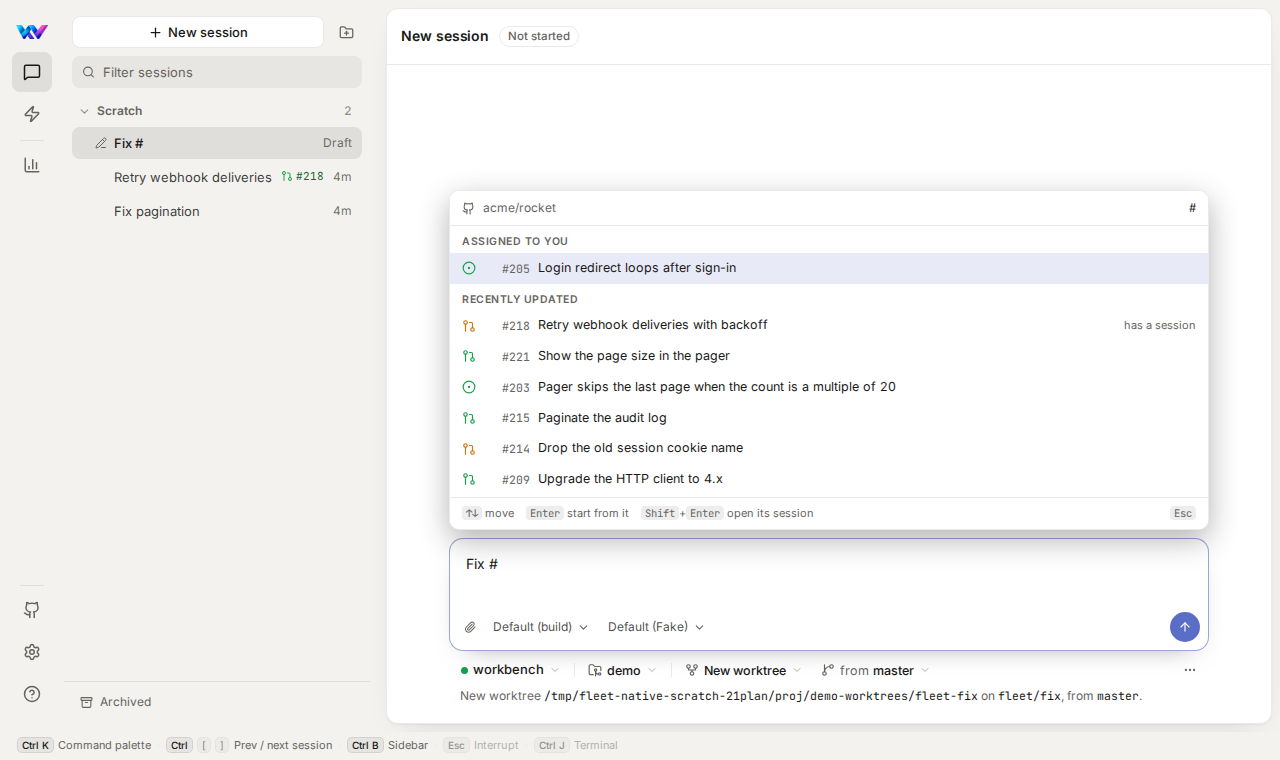 New session
Filter sessions
Scratch 2
Fix # Draft
Retry webhook deliveries #218 4m
Fix pagination 4m
Archived
New session Not started
acme/rocket #
ASSIGNED TO YOU
#205 Login redirect loops after sign-in
RECENTLY UPDATED
#218 Retry webhook deliveries with backoff has a session
#221 Show the page size in the pager
#203 Pager skips the last page when the count is a multiple of 20
#215 Paginate the audit log
#214 Drop the old session cookie name
#209 Upgrade the HTTP client to 4.x
↑↓ move Enter start from it Shift+Enter open its session Esc
Fix #
Default (build) Default (Fake)
workbench demo New worktree from master
New worktree /tmp/fleet-native-scratch-21plan/proj/demo-worktrees/fleet-fix on fleet/fix, from master.
Ctrl K Command palette Ctrl [ ] Prev / next session Ctrl B Sidebar Esc Interrupt Ctrl J Terminal